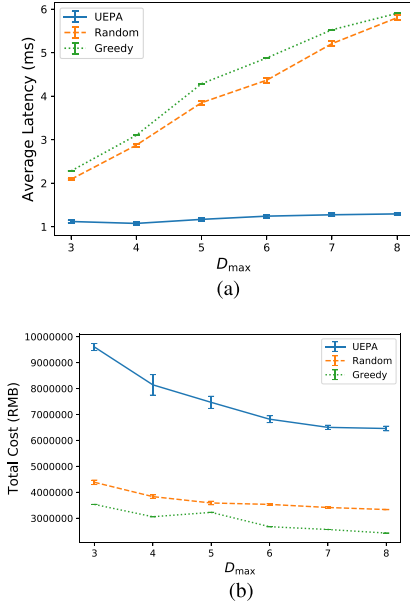 UEPA
Random
Greedy
Average Latency (ms)
6
5
4
3
2
1
3 4 5 6 7 8
Dmax
(a)
UEPA
Random
Greedy
Total Cost (RMB)
10000000
9000000
8000000
7000000
6000000
5000000
4000000
3000000
3 4 5 6 7 8
Dmax
(b)